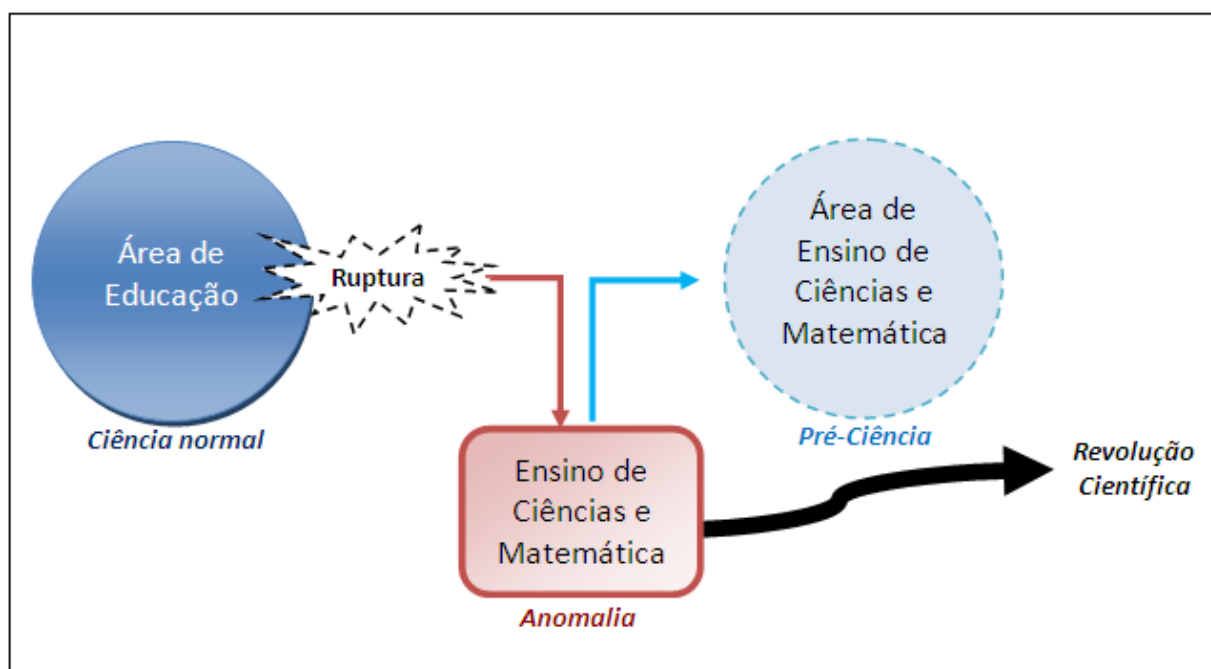 Área de
Educação
Ciência normal
Ruptura
Ensino de
Ciências e
Matemática
Anomalia
Área de
Ensino de
Ciências e
Matemática
Pré-Ciência
Revolução
Científica